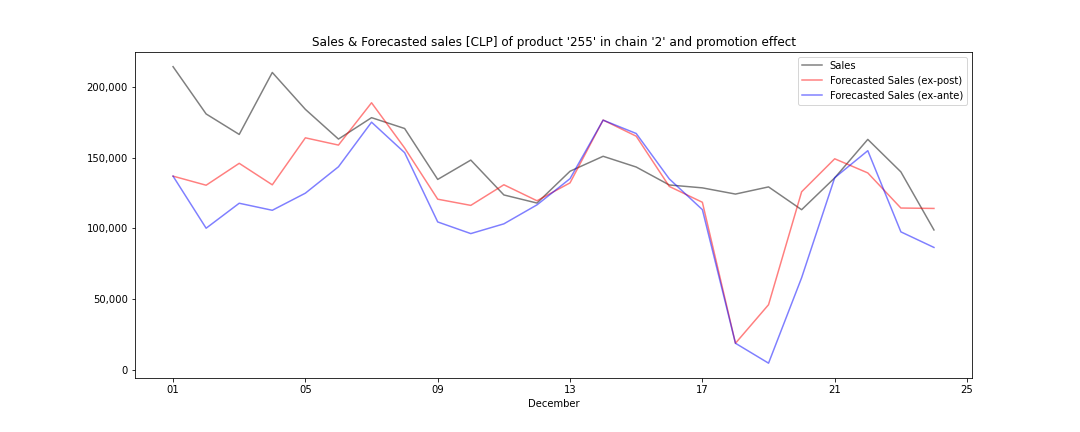 Sales & Forecasted sales [CLP] of product '255' in chain '2' and promotion effect
Sales
Forecasted Sales (ex-post)
Forecasted Sales (ex-ante)
200,000
150,000
100,000
50,000
0
01 05 09 13 17 21 25
December